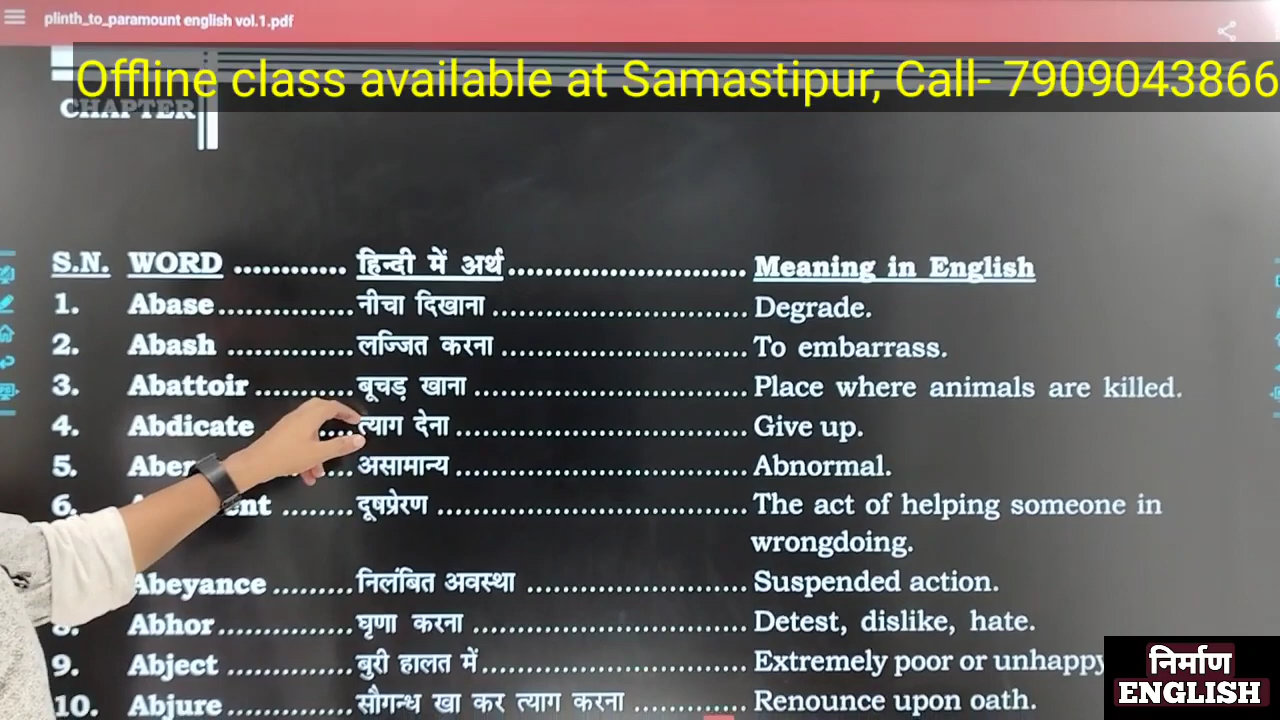 plinth_to_paramount english vol.1.pdf
Offline class available at Samastipur, Call- 7909043866
CHAPTER
S.N. WORD ............ हिन्दी में अर्थ .......................... Meaning in English
1. Abase ............... नीचा दिखाना ............................ Degrade.
2. Abash .............. लज्जित करना ........................... To embarrass.
3. Abattoir ........... बूचड़ खाना .............................. Place where animals are killed.
4. Abdicate .... त्याग देना ................................ Give up.
5. Aber ... असामान्य ................................ Abnormal.
6. ent ........ दूषप्रेरण .................................. The act of helping someone in
wrongdoing.
Abeyance ......... निलंबित अवस्था ........................ Suspended action.
8. Abhor ............... घृणा करना .............................. Detest, dislike, hate.
9. Abject .............. बुरी हालत में ............................. Extremely poor or unhappy
10. Abjure .............. सौगन्ध खा कर त्याग करना ............ Renounce upon oath.
निर्माण
ENGLISH